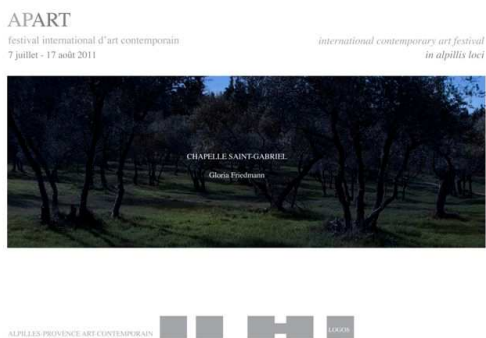 APART
festival international d'art contemporain
7 juillet - 17 août 2011
international contemporary art festival
in alpillis loci
CHAPELLE SAINT-GABRIEL
Gloria Friedmann
ALPILLES-PROVENCE ART-CONTEMPORAIN
LOGOS